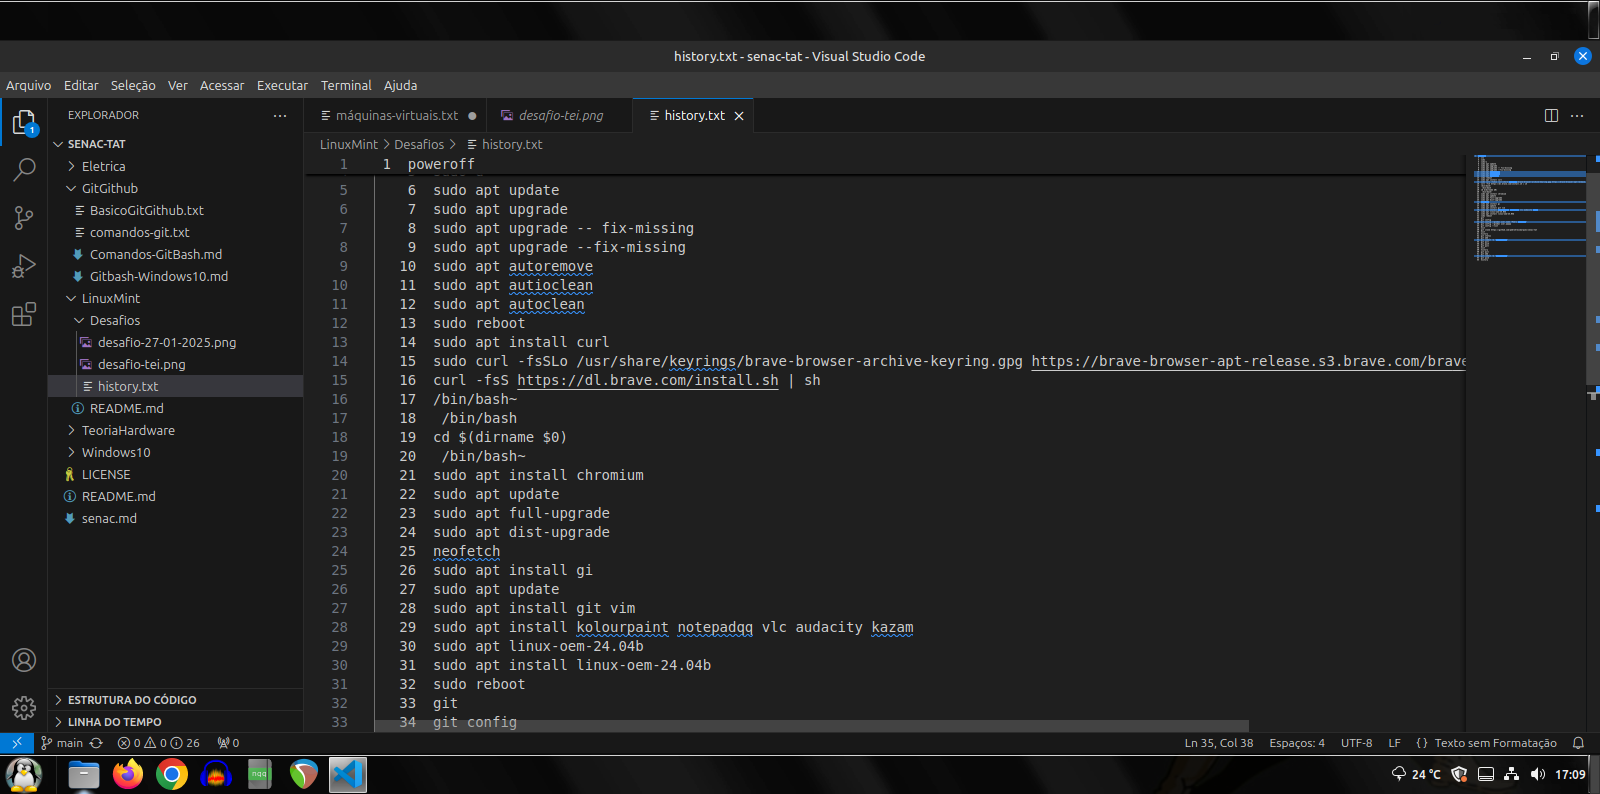 history.txt - senac-tat - Visual Studio Code
Arquivo Editar Seleção Ver Acessar Executar Terminal Ajuda
EXPLORADOR
máquinas-virtuais.txt desafio-tei.png history.txt
SENAC-TAT
Eletrica
GitGithub
BasicoGitGithub.txt
comandos-git.txt
Comandos-GitBash.md
Gitbash-Windows10.md
LinuxMint
Desafios
desafio-27-01-2025.png
desafio-tei.png
history.txt
README.md
TeoriaHardware
Windows10
LICENSE
README.md
senac.md
ESTRUTURA DO CÓDIGO
LINHA DO TEMPO
LinuxMint > Desafios > history.txt
1 1 poweroff
5 6 sudo apt update
6 7 sudo apt upgrade
7 8 sudo apt upgrade -- fix-missing
8 9 sudo apt upgrade --fix-missing
9 10 sudo apt autoremove
10 11 sudo apt autioclean
11 12 sudo apt autoclean
12 13 sudo reboot
13 14 sudo apt install curl
14 15 sudo curl -fsSLo /usr/share/keyrings/brave-browser-archive-keyring.gpg https://brave-browser-apt-release.s3.brave.com/brave
15 16 curl -fsS https://dl.brave.com/install.sh | sh
16 17 /bin/bash~
17 18 /bin/bash
18 19 cd $(dirname $0)
19 20 /bin/bash~
20 21 sudo apt install chromium
21 22 sudo apt update
22 23 sudo apt full-upgrade
23 24 sudo apt dist-upgrade
24 25 neofetch
25 26 sudo apt install gi
26 27 sudo apt update
27 28 sudo apt install git vim
28 29 sudo apt install kolourpaint notepadqq vlc audacity kazam
29 30 sudo apt linux-oem-24.04b
30 31 sudo apt install linux-oem-24.04b
31 32 sudo reboot
32 33 git
33 34 git config
1
main 0 0 26 0
Ln 35, Col 38 Espaços: 4 UTF-8 LF {} Texto sem Formatação
nqq
24 °C 17:09